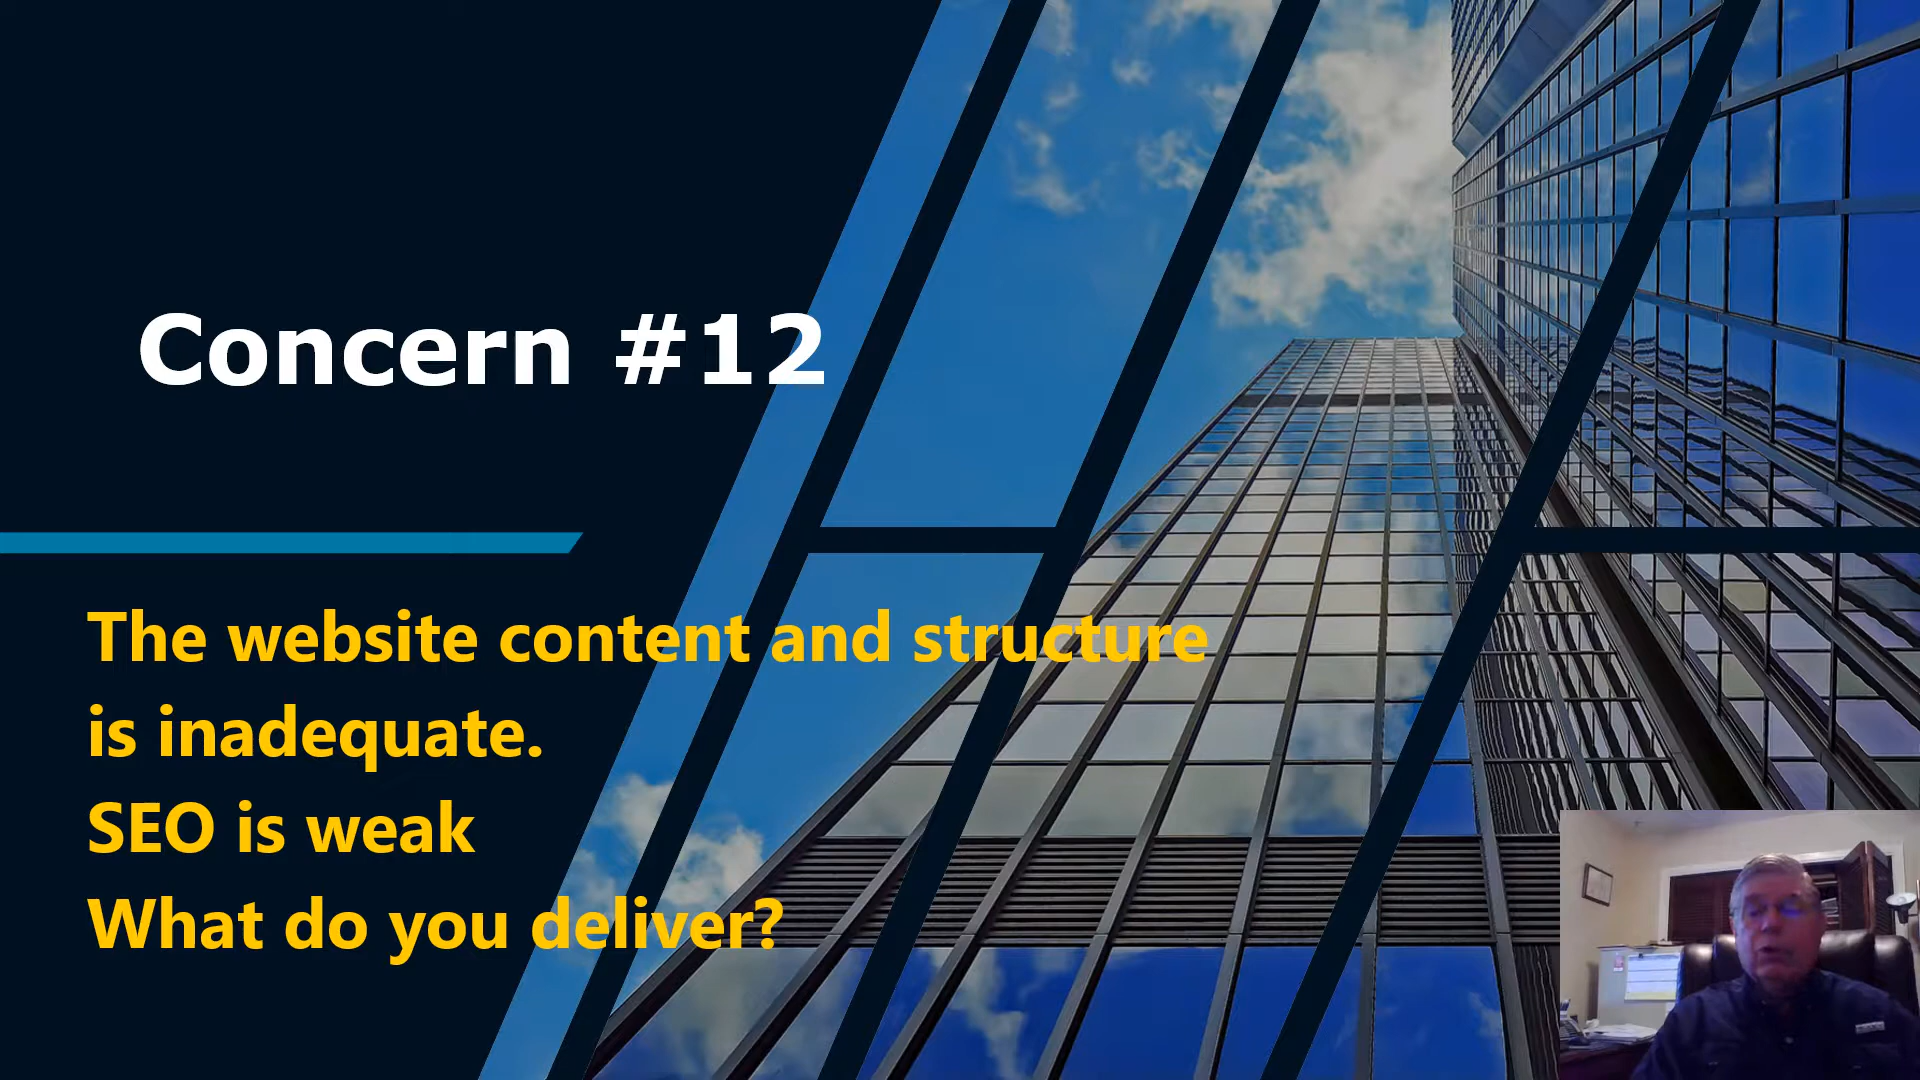 Concern #12
The website content and structure
is inadequate.
SEO is weak
What do you deliver?